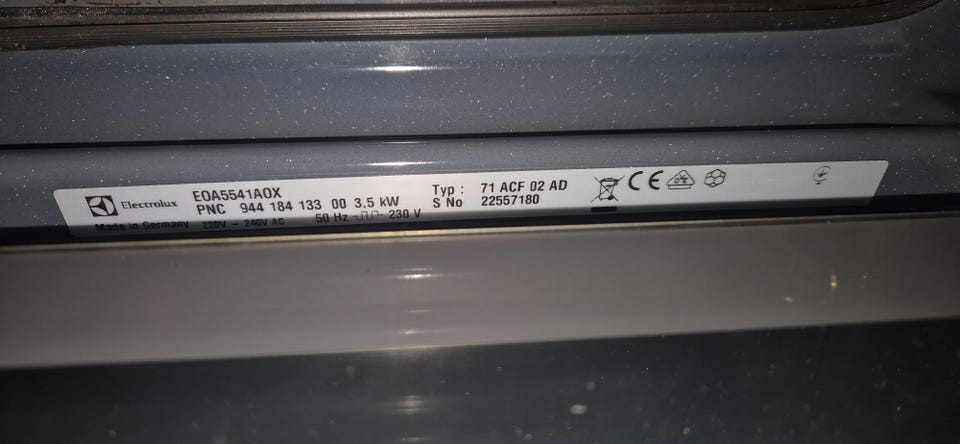 Electrolux
EOA5541AOX
PNC 944 184 133 00 3.5 kW
Made in Germany 220V – 240V AC 50 Hz 230 V
Typ : 71 ACF 02 AD
S No 22557180
CE